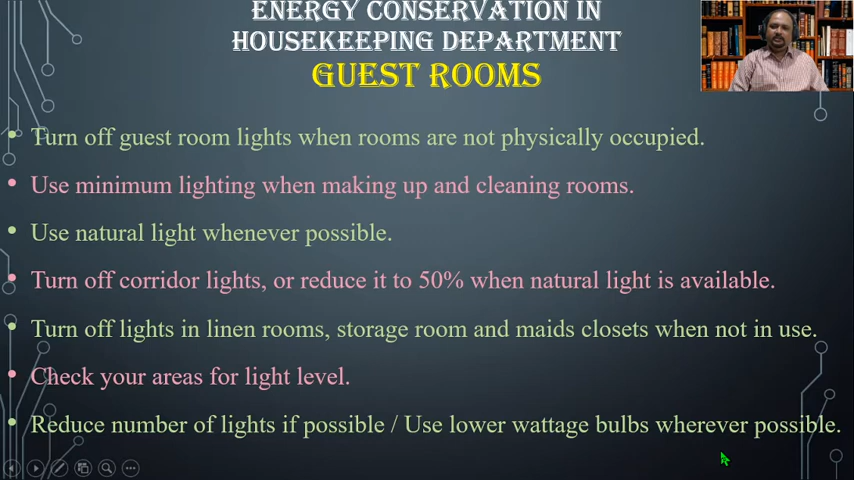 ENERGY CONSERVATION IN
HOUSEKEEPING DEPARTMENT
GUEST ROOMS
• Turn off guest room lights when rooms are not physically occupied.
• Use minimum lighting when making up and cleaning rooms.
• Use natural light whenever possible.
• Turn off corridor lights, or reduce it to 50% when natural light is available.
• Turn off lights in linen rooms, storage room and maids closets when not in use.
• Check your areas for light level.
• Reduce number of lights if possible / Use lower wattage bulbs wherever possible.